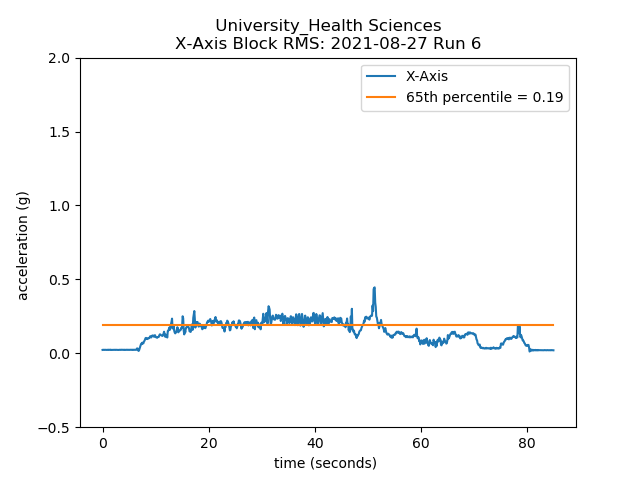 University_Health Sciences
X-Axis Block RMS: 2021-08-27 Run 6
2.0
1.5
1.0
0.5
0.0
−0.5
acceleration (g)
X-Axis
65th percentile = 0.19
0
20
40
60
80
time (seconds)